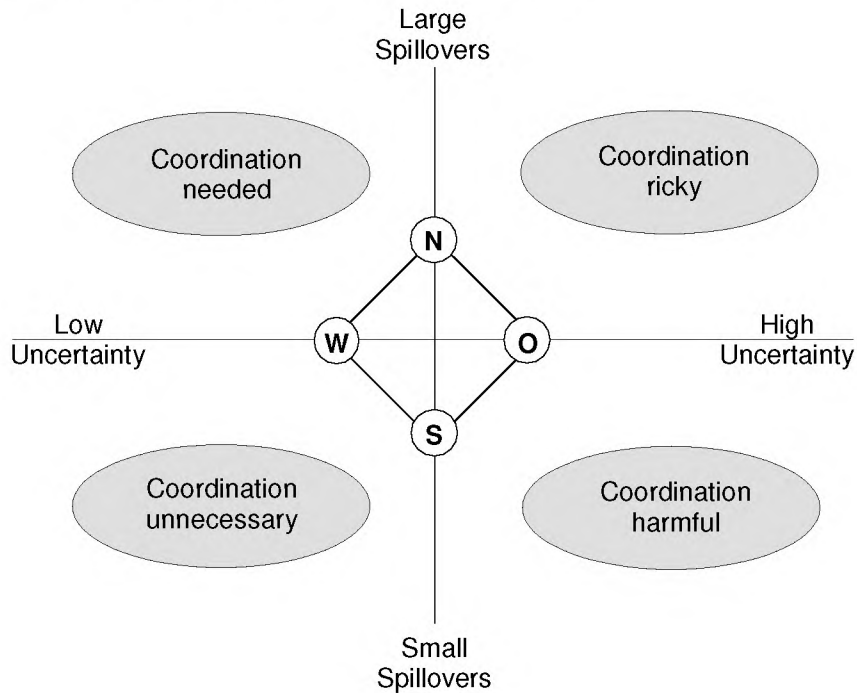 Large
Spillovers
Coordination
needed
Coordination
ricky
N
Low
Uncertainty
W
O
High
Uncertainty
S
Coordination
unnecessary
Coordination
harmful
Small
Spillovers